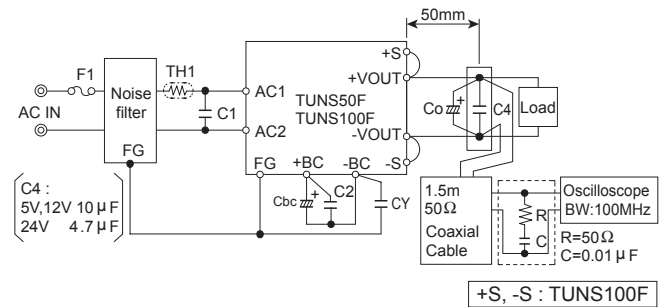 50mm
+S
F1
TH1
+VOUT
Noise
filter
AC1
TUNS50F
TUNS100F
Co
+
C4
Load
AC IN
C1
AC2
-VOUT
FG
FG
+BC
-BC
-S
C4 :
5V,12V 10μF
24V 4.7μF
Cbc
+
C2
CY
1.5m
50Ω
Coaxial
Cable
R
C
Oscilloscope
BW:100MHz
R=50Ω
C=0.01μF
+S, -S : TUNS100F